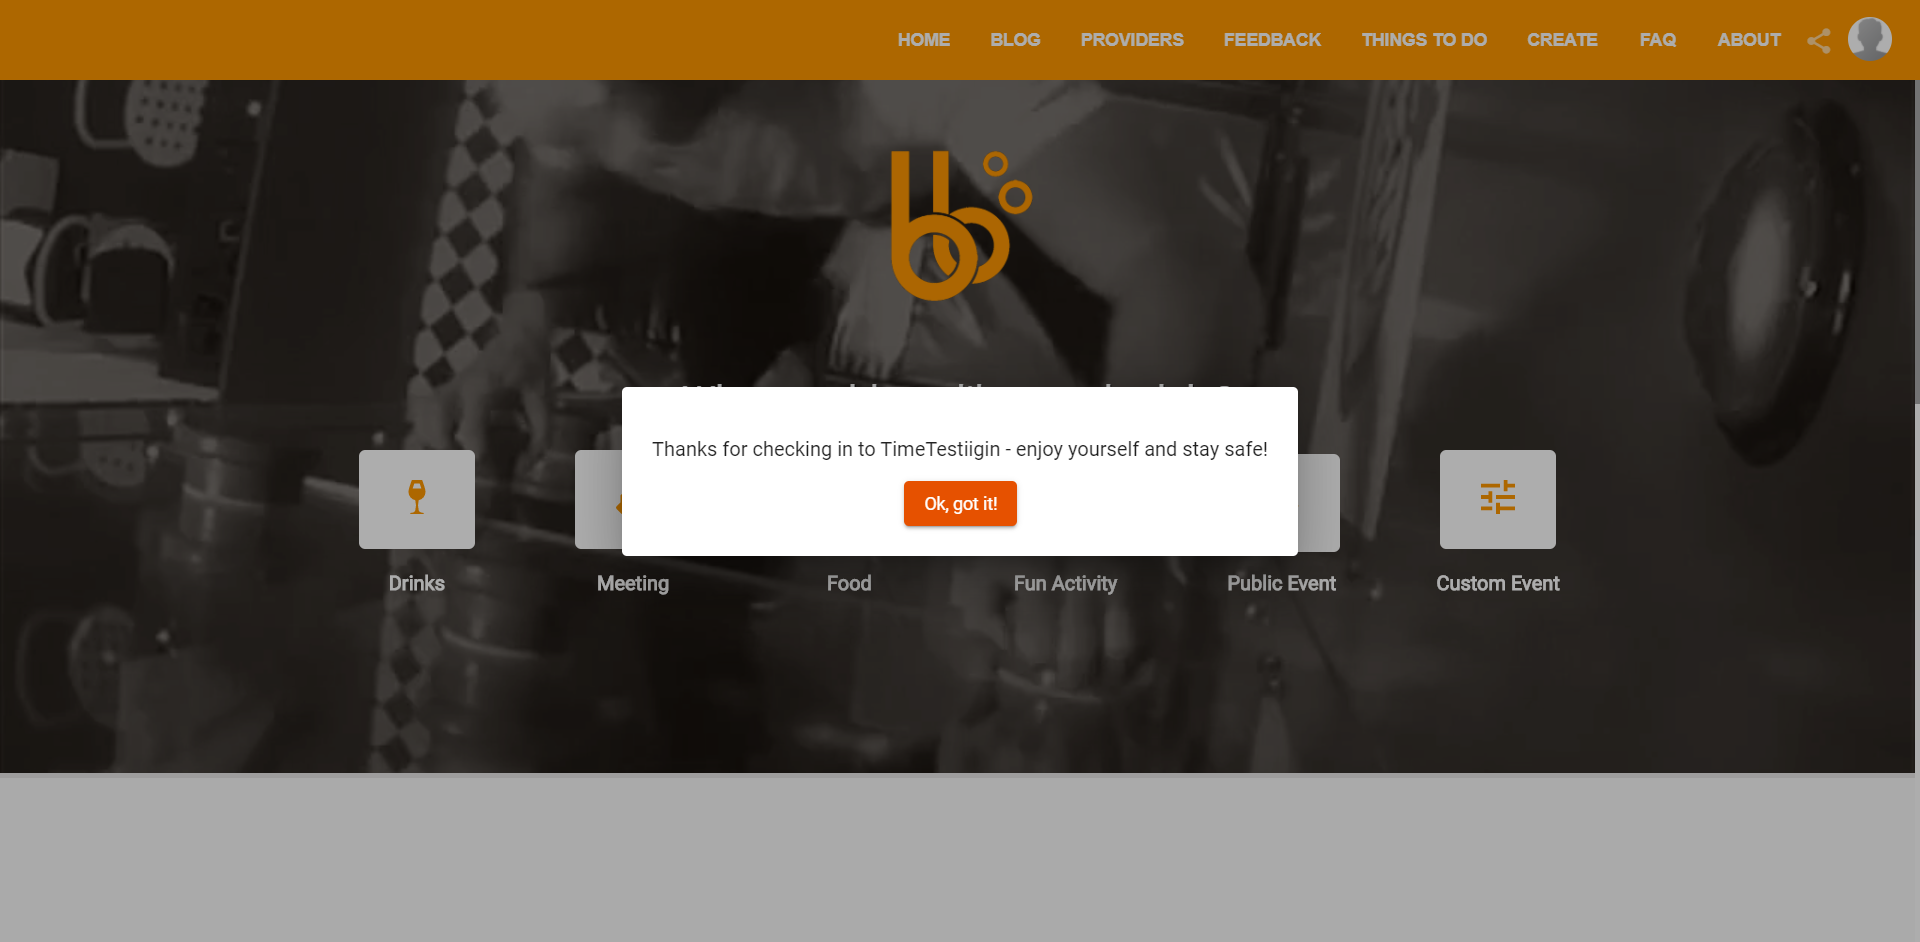 HOME BLOG PROVIDERS FEEDBACK THINGS TO DO CREATE FAQ ABOUT
Thanks for checking in to TimeTestiigin - enjoy yourself and stay safe!
Ok, got it!
Drinks Meeting Food Fun Activity Public Event Custom Event